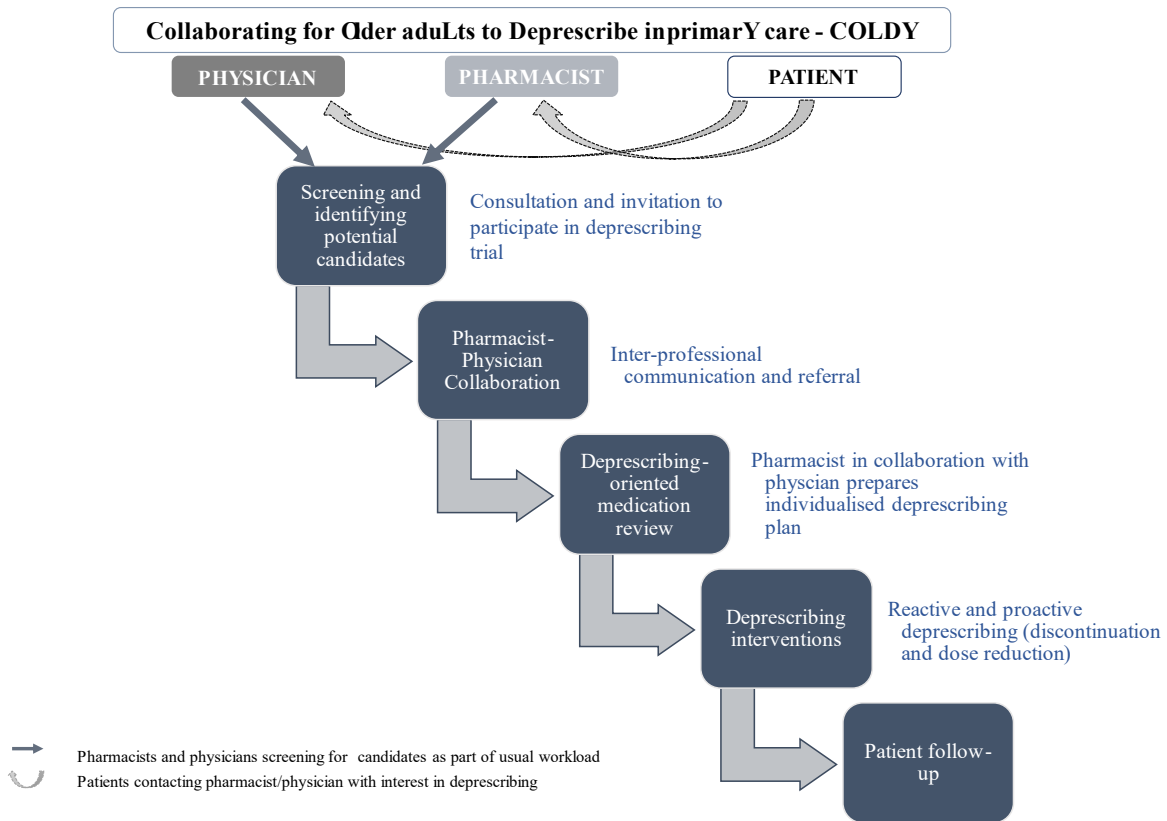 Collaborating for Older aduLts to Deprescribe inprimarY care - COLDY
PHYSICIAN
PHARMACIST
PATIENT
Screening and
identifying
potential
candidates
Consultation and invitation to
participate in deprescribing
trial
Pharmacist-
Physician
Collaboration
Inter-professional
communication and referral
Deprescribing-
oriented
medication
review
Pharmacist in collaboration with
physcian prepares
individualised deprescribing
plan
Deprescribing
interventions
Reactive and proactive
deprescribing (discontinuation
and dose reduction)
Patient follow-
up
Pharmacists and physicians screening for candidates as part of usual workload
Patients contacting pharmacist/physician with interest in deprescribing